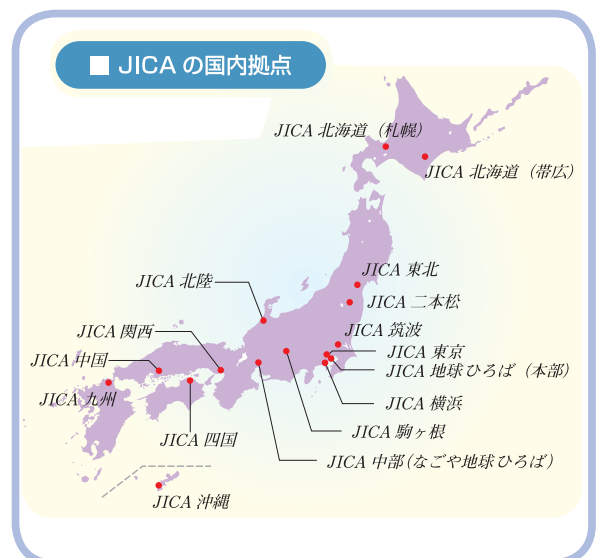 ■ JICA の国内拠点
JICA 北海道（札幌）
JICA 北海道（帯広）
JICA 東北
JICA 北陸
JICA 二本松
JICA 関西
JICA 筑波
JICA 東京
JICA 中国
JICA 地球ひろば（本部）
JICA 九州
JICA 横浜
JICA 駒ヶ根
JICA 四国
JICA 中部(なごや地球ひろば)
JICA 沖縄